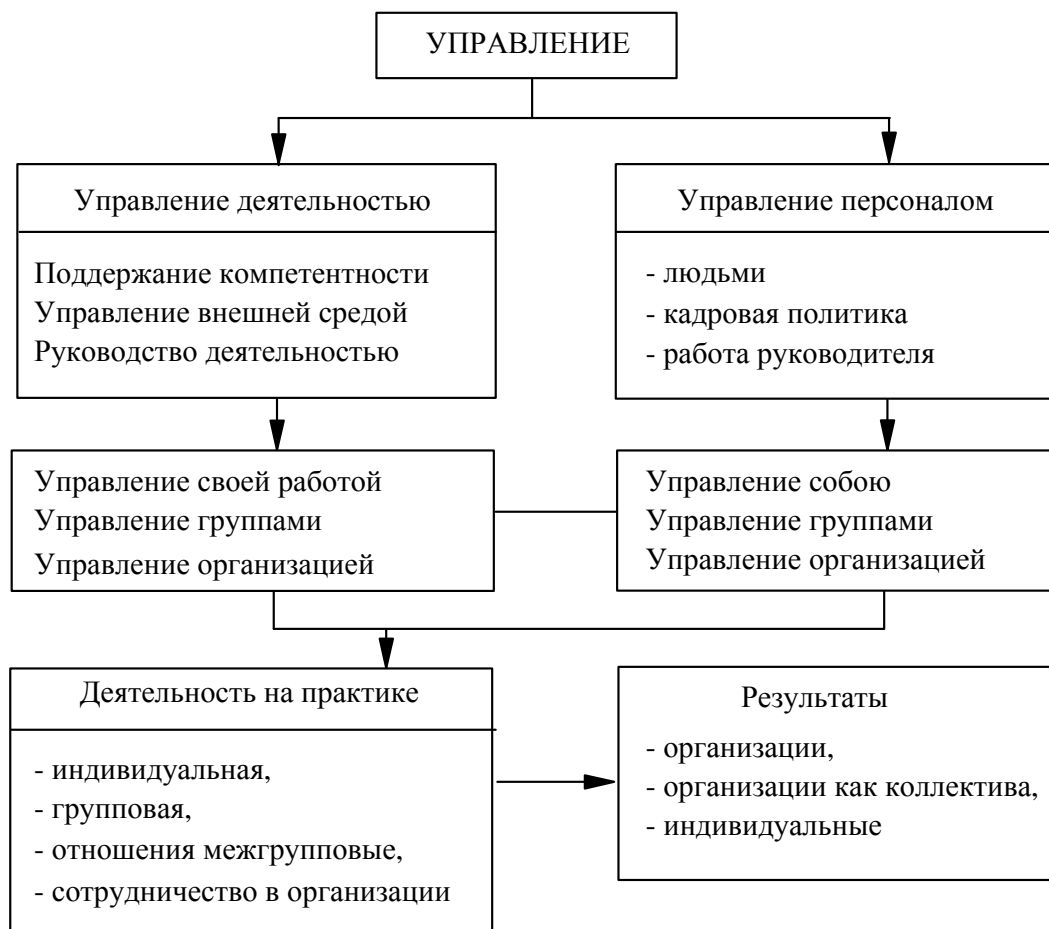 УПРАВЛЕНИЕ
Управление деятельностью
Поддержание компетентности
Управление внешней средой
Руководство деятельностью
Управление персоналом
- людьми
- кадровая политика
- работа руководителя
Управление своей работой
Управление группами
Управление организацией
Управление собою
Управление группами
Управление организацией
Деятельность на практике
- индивидуальная,
- групповая,
- отношения межгрупповые,
- сотрудничество в организации
Результаты
- организации,
- организации как коллектива,
- индивидуальные